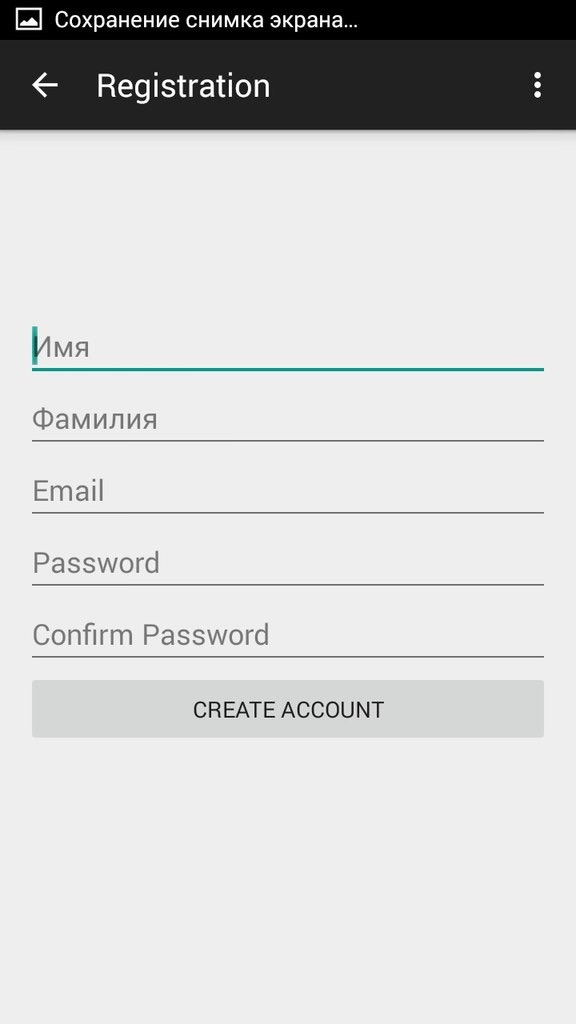 Сохранение снимка экрана...
Registration
Имя
Фамилия
Email
Password
Confirm Password
CREATE ACCOUNT